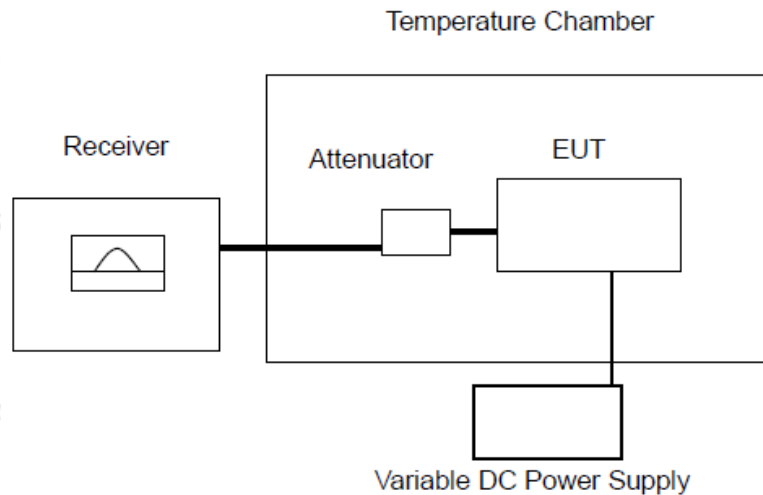 Temperature Chamber
Receiver
Attenuator
EUT
Variable DC Power Supply